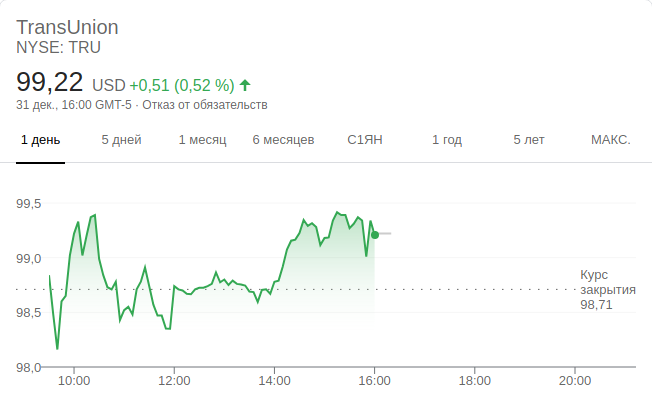 TransUnion
NYSE: TRU
99,22 USD +0,51 (0,52 %)
31 дек., 16:00 GMT-5 · Отказ от обязательств
1 день 5 дней 1 месяц 6 месяцев С1ЯН 1 год 5 лет МАКС.
99,5
99,0
Курс
закрытия
98,71
98,5
98,0
10:00 12:00 14:00 16:00 18:00 20:00